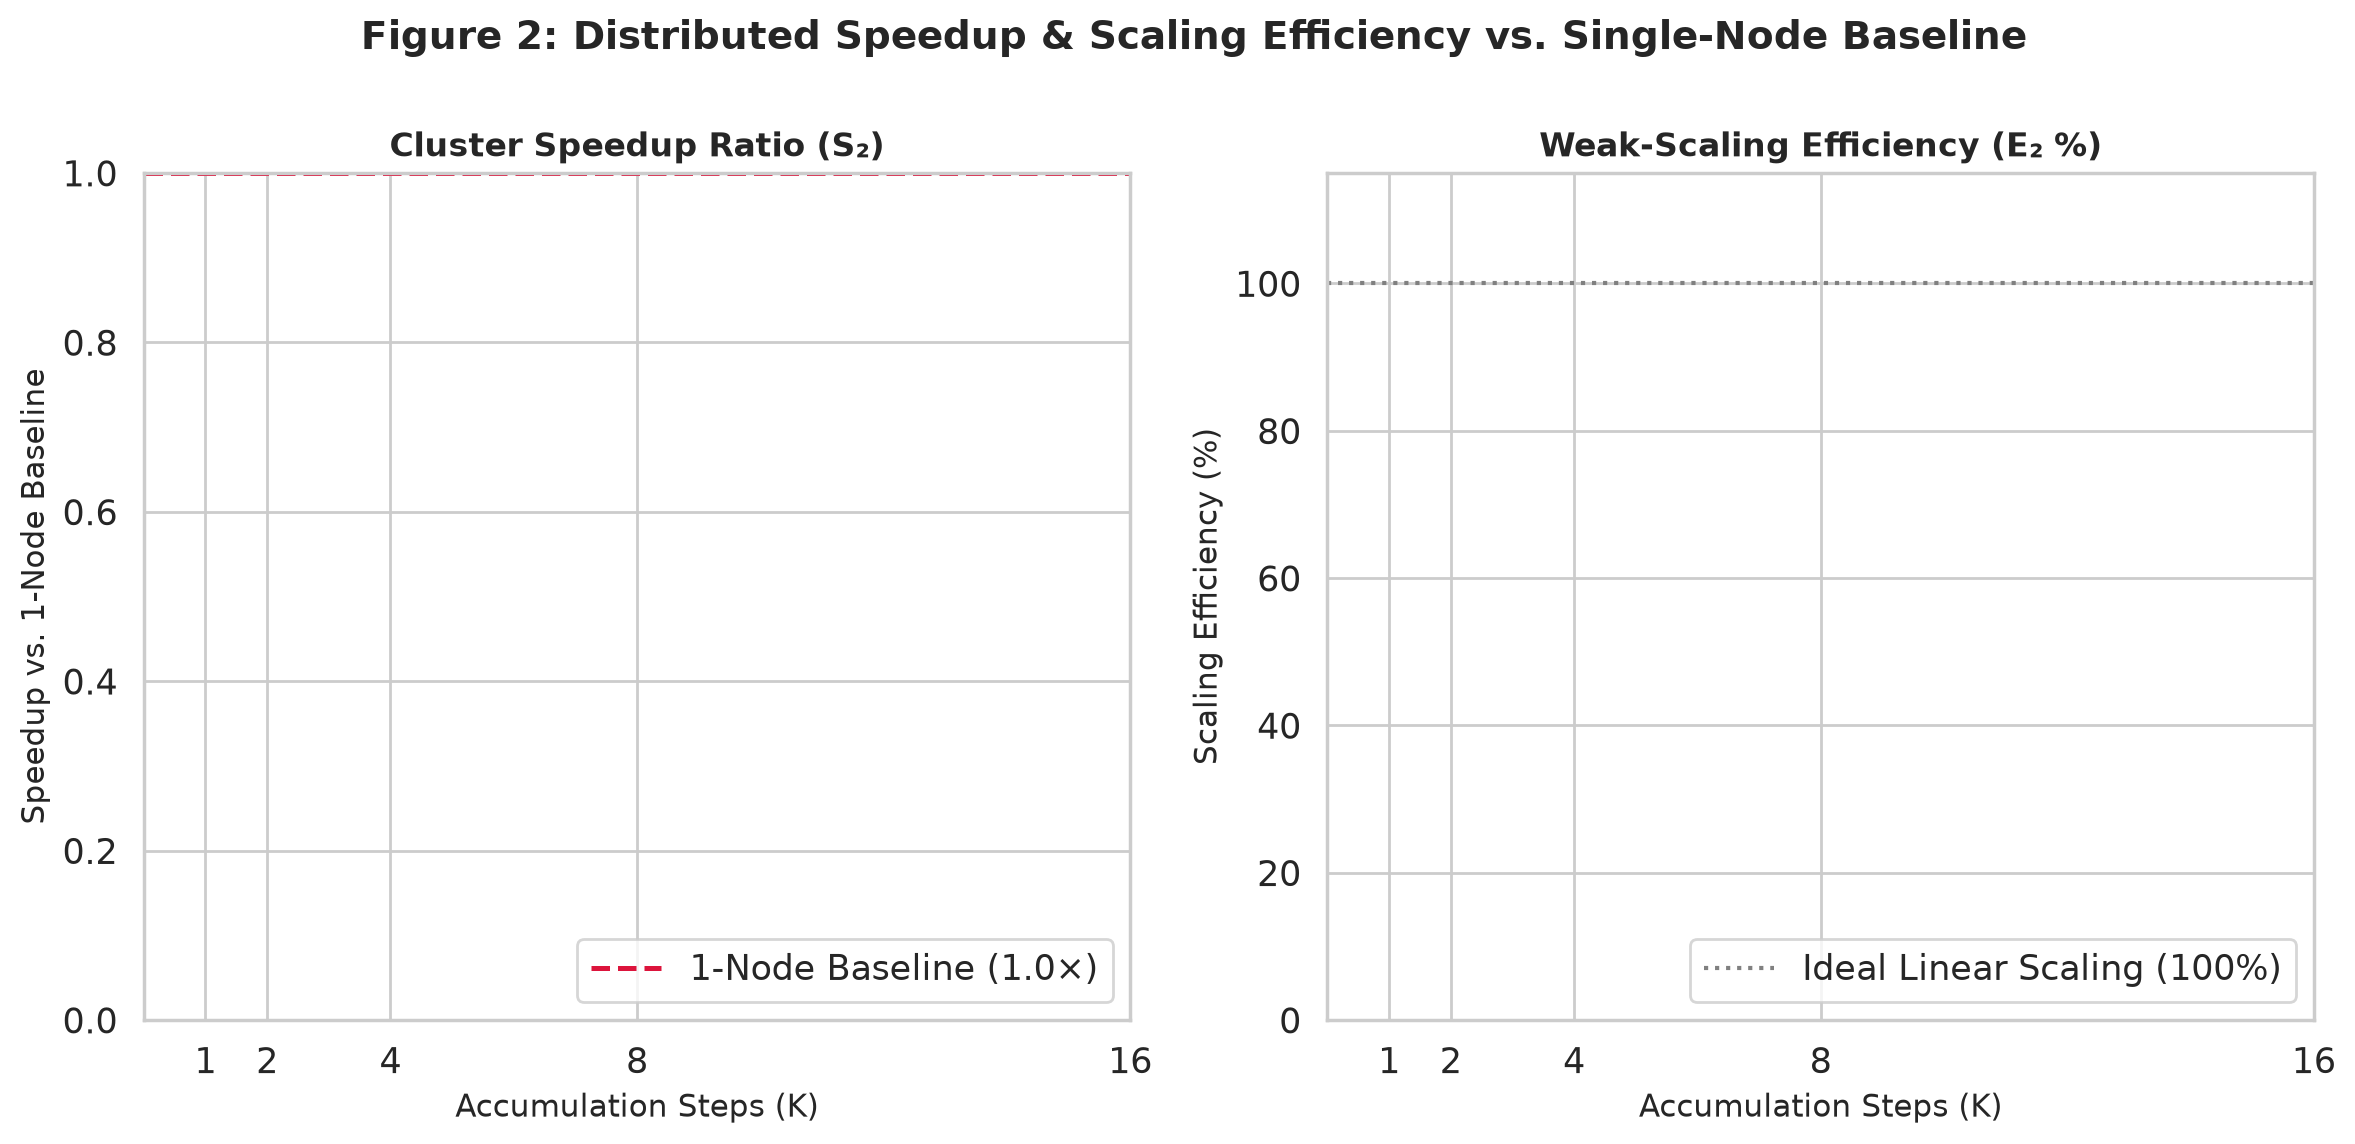 Figure 2: Distributed Speedup & Scaling Efficiency vs. Single-Node Baseline
Cluster Speedup Ratio (S₂)
1.0
0.8
0.6
0.4
0.2
0.0
Speedup vs. 1-Node Baseline
1-Node Baseline (1.0×)
1 2 4 8 16
Accumulation Steps (K)
Weak-Scaling Efficiency (E₂ %)
100
80
60
40
20
0
Scaling Efficiency (%)
Ideal Linear Scaling (100%)
1 2 4 8 16
Accumulation Steps (K)